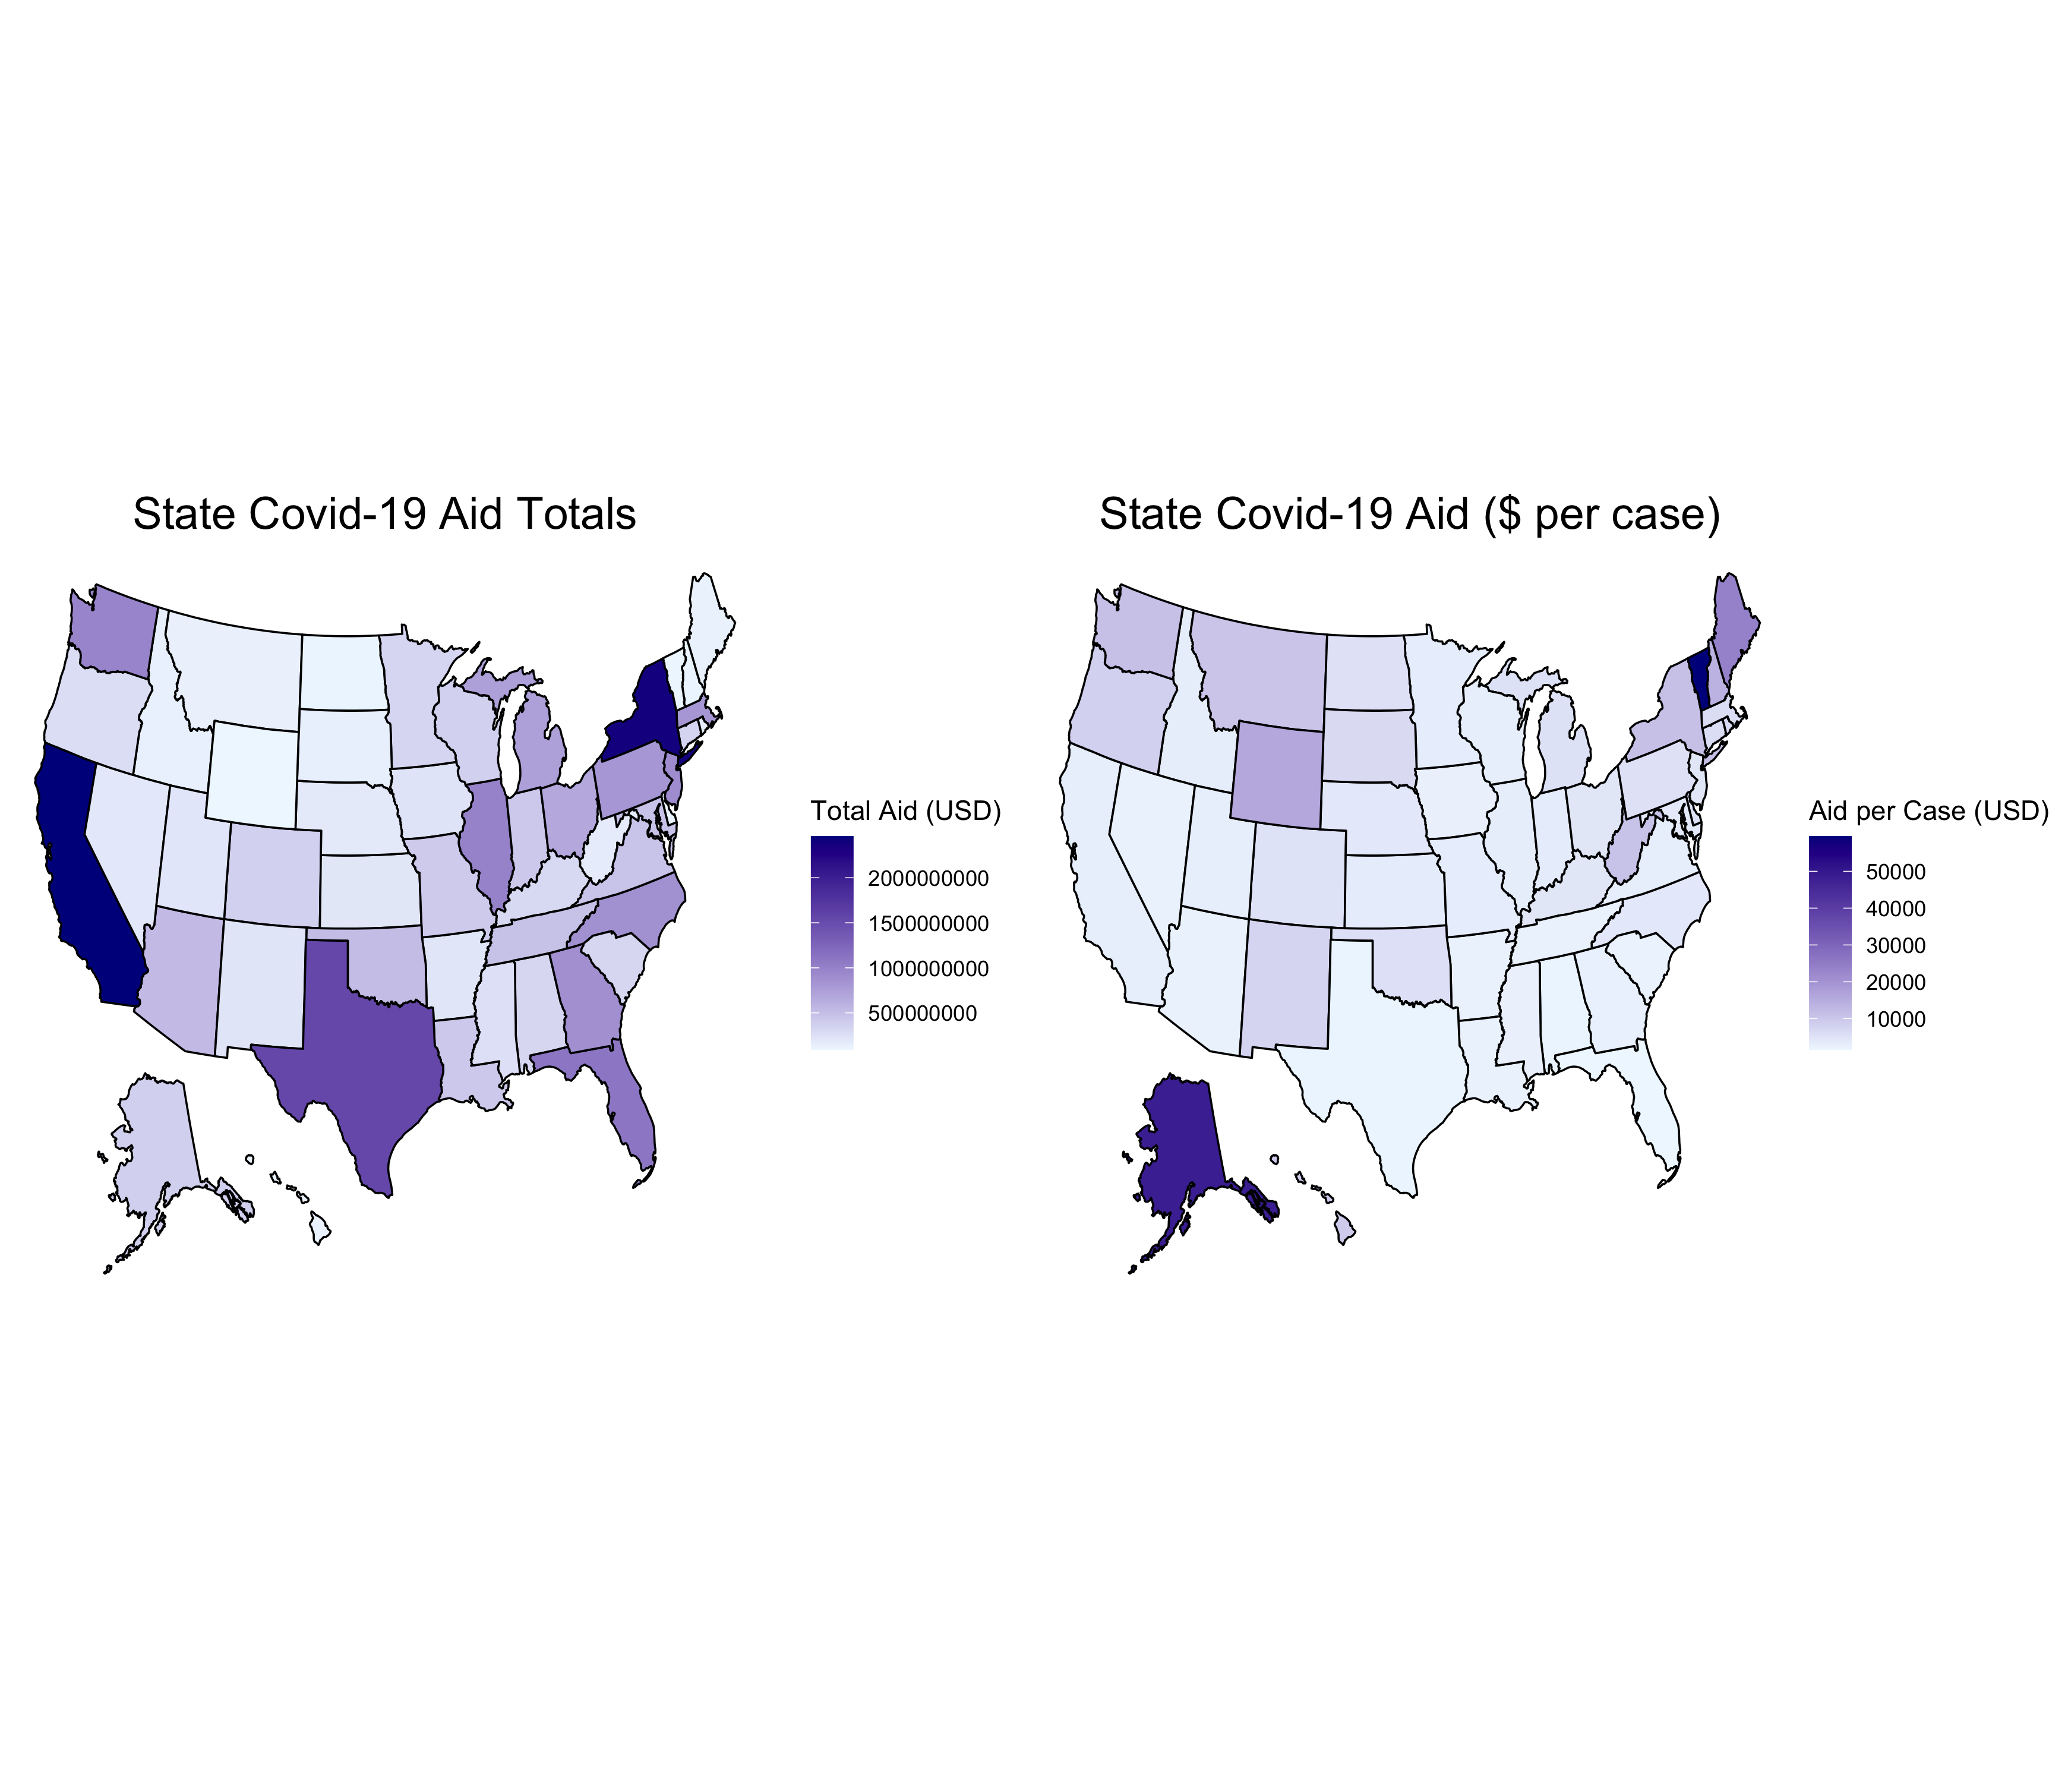 State Covid-19 Aid Totals
Total Aid (USD)
2000000000
1500000000
1000000000
500000000
State Covid-19 Aid ($ per case)
Aid per Case (USD)
50000
40000
30000
20000
10000